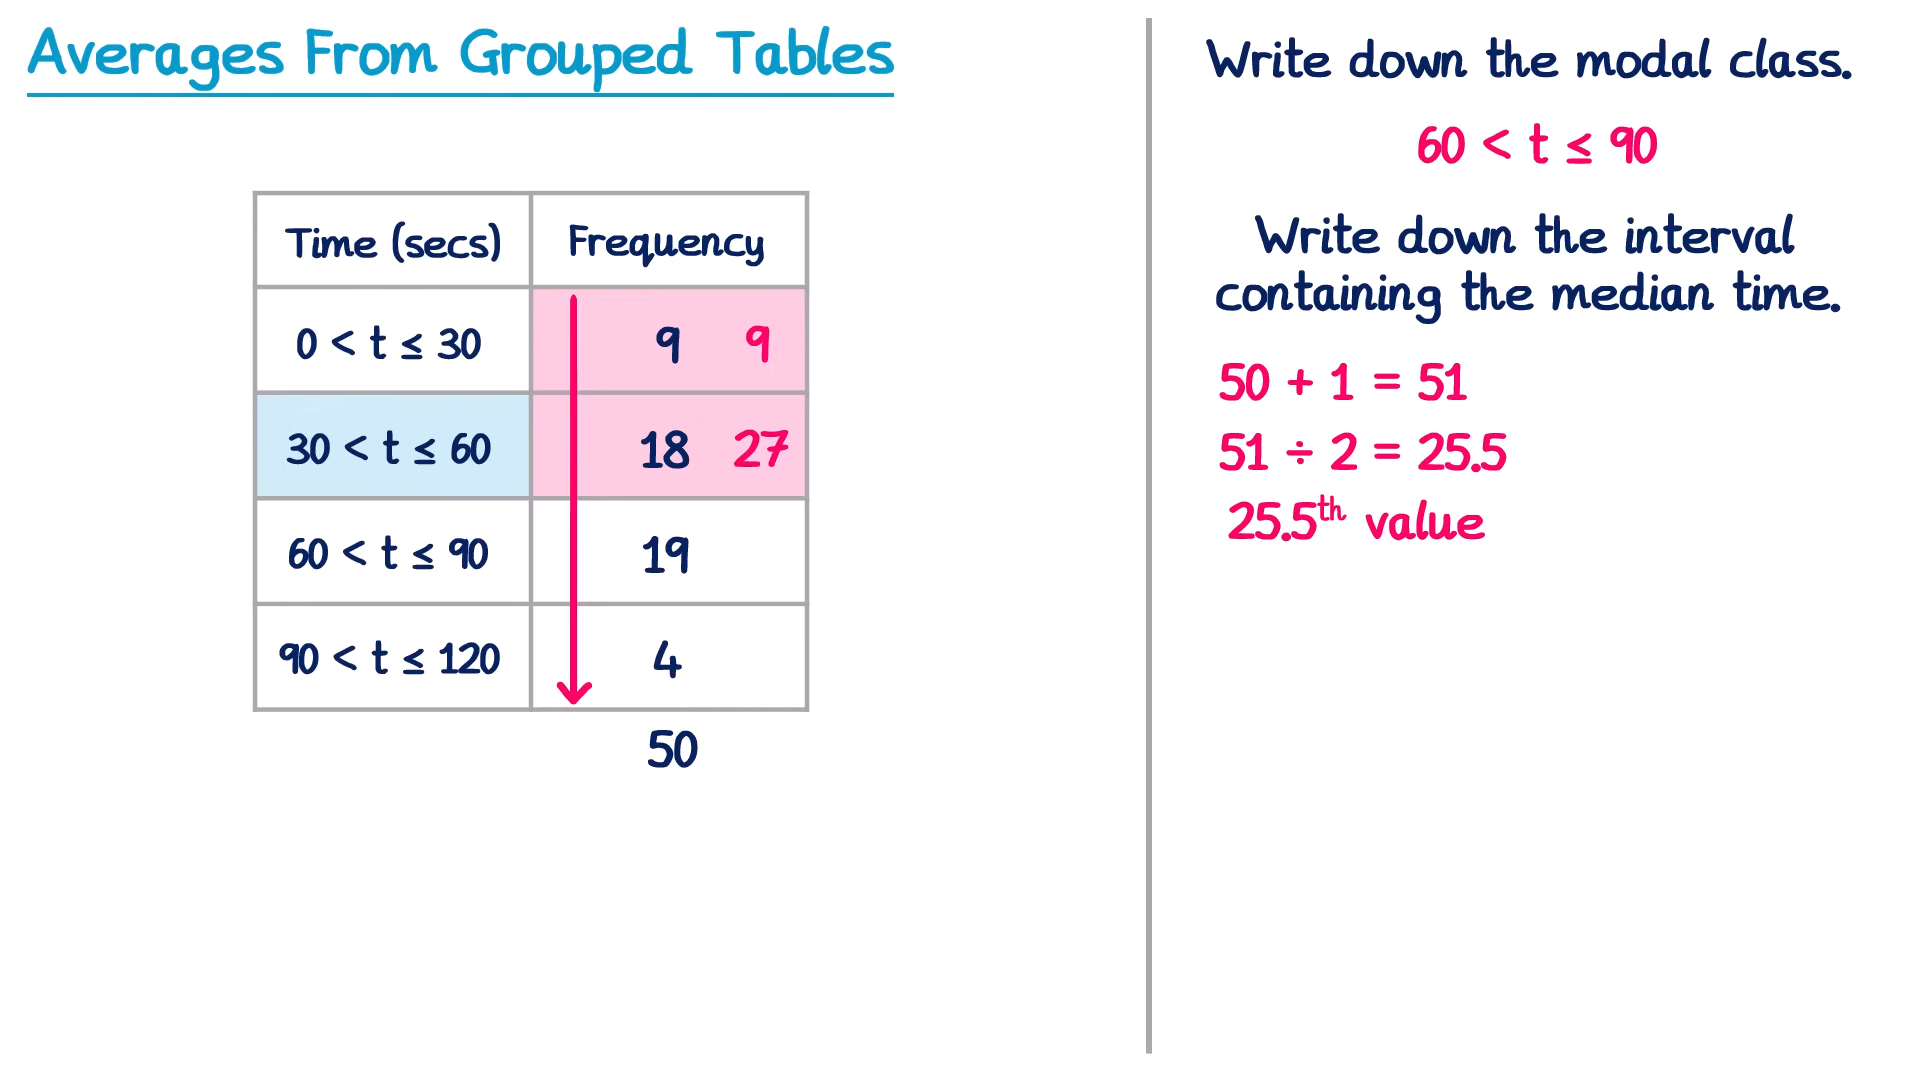 Averages From Grouped Tables
Time (secs) Frequency
0 < t ≤ 30 9 9
30 < t ≤ 60 18 27
60 < t ≤ 90 19
90 < t ≤ 120 4
50
Write down the modal class.
60 < t ≤ 90
Write down the interval
containing the median time.
50 + 1 = 51
51 ÷ 2 = 25.5
25.5th value